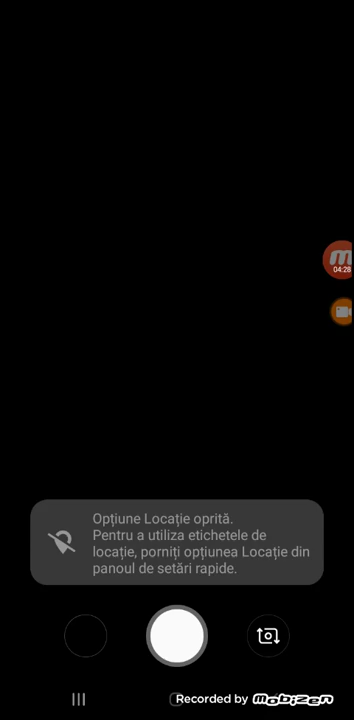 04:28
Opțiune Locație oprită.
Pentru a utiliza etichetele de
locație, porniți opțiunea Locație din
panoul de setări rapide.
Recorded by mobizen